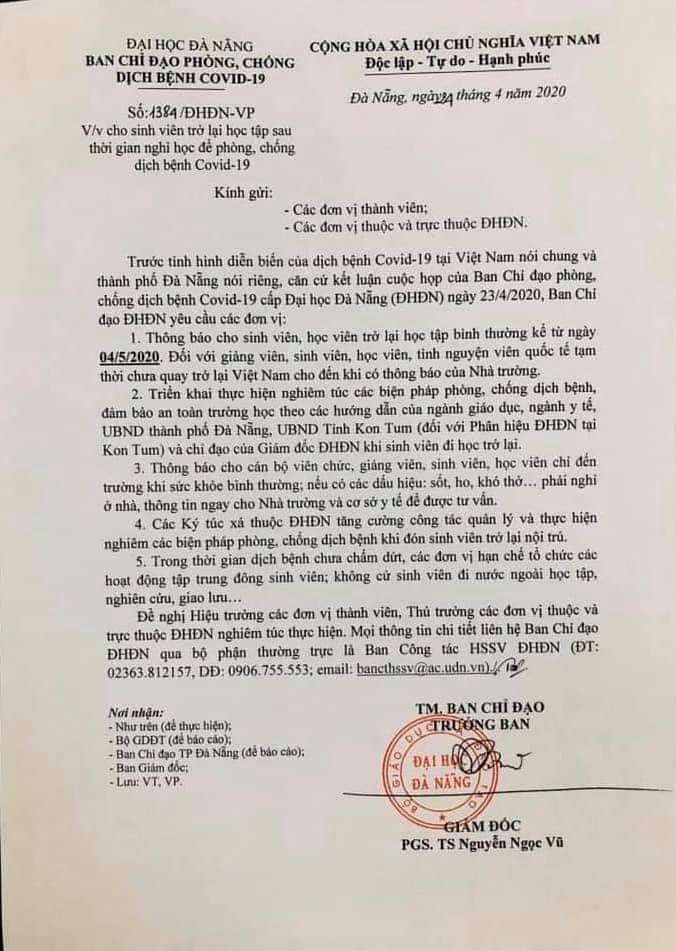 ĐẠI HỌC ĐÀ NẴNG
BAN CHỈ ĐẠO PHÒNG, CHỐNG
DỊCH BỆNH COVID-19
CỘNG HÒA XÃ HỘI CHỦ NGHĨA VIỆT NAM
Độc lập - Tự do - Hạnh phúc
Đà Nẵng, ngày tháng 4 năm 2020
Số: 1384/ĐHĐN-VP
V/v cho sinh viên trở lại học tập sau
thời gian nghỉ học để phòng, chống
dịch bệnh Covid-19
Kính gửi:
- Các đơn vị thành viên;
- Các đơn vị thuộc và trực thuộc ĐHĐN.
Trước tình hình diễn biến của dịch bệnh Covid-19 tại Việt Nam nói chung và
thành phố Đà Nẵng nói riêng, căn cứ kết luận cuộc họp của Ban Chỉ đạo phòng,
chống dịch bệnh Covid-19 cấp Đại học Đà Nẵng (ĐHĐN) ngày 23/4/2020, Ban Chỉ
đạo ĐHĐN yêu cầu các đơn vị:
1. Thông báo cho sinh viên, học viên trở lại học tập bình thường kể từ ngày
04/5/2020. Đối với giảng viên, sinh viên, học viên, tình nguyện viên quốc tế tạm
thời chưa quay trở lại Việt Nam cho đến khi có thông báo của Nhà trường.
2. Triển khai thực hiện nghiêm túc các biện pháp phòng, chống dịch bệnh,
đảm bảo an toàn trường học theo các hướng dẫn của ngành giáo dục, ngành y tế,
UBND thành phố Đà Nẵng, UBND Tỉnh Kon Tum (đối với Phân hiệu ĐHĐN tại
Kon Tum) và chỉ đạo của Giám đốc ĐHĐN khi sinh viên đi học trở lại.
3. Thông báo cho cán bộ viên chức, giảng viên, sinh viên, học viên chỉ đến
trường khi sức khỏe bình thường; nếu có các dấu hiệu: sốt, ho, khó thở… phải nghỉ
ở nhà, thông tin ngay cho Nhà trường và cơ sở y tế để được tư vấn.
4. Các Ký túc xá thuộc ĐHĐN tăng cường công tác quản lý và thực hiện
nghiêm các biện pháp phòng, chống dịch bệnh khi đón sinh viên trở lại nội trú.
5. Trong thời gian dịch bệnh chưa chấm dứt, các đơn vị hạn chế tổ chức các
hoạt động tập trung đông sinh viên; không cử sinh viên đi nước ngoài học tập,
nghiên cứu, giao lưu…
Đề nghị Hiệu trưởng các đơn vị thành viên, Thủ trưởng các đơn vị thuộc và
trực thuộc ĐHĐN nghiêm túc thực hiện. Mọi thông tin chi tiết liên hệ Ban Chỉ đạo
ĐHĐN qua bộ phận thường trực là Ban Công tác HSSV ĐHĐN (ĐT:
02363.812157, DĐ: 0906.755.553; email: bancthssv@ac.udn.vn)./.
Nơi nhận:
- Như trên (để thực hiện);
- Bộ GDĐT (để báo cáo);
- Ban Chỉ đạo TP Đà Nẵng (để báo cáo);
- Ban Giám đốc;
- Lưu: VT, VP.
TM. BAN CHỈ ĐẠO
TRƯỞNG BAN
BỘ GIÁO DỤC VÀ ĐÀO TẠO
ĐẠI HỌC
ĐÀ NẴNG
GIÁM ĐỐC
PGS. TS Nguyễn Ngọc Vũ